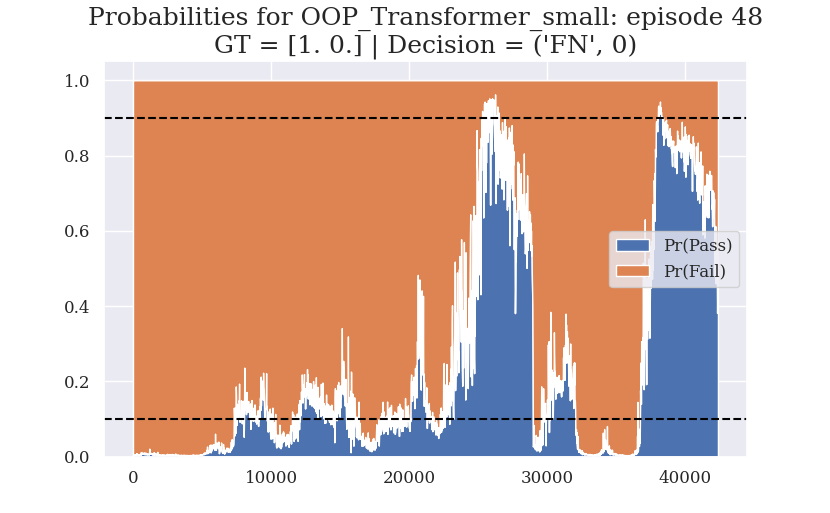 Probabilities for OOP_Transformer_small: episode 48
GT = [1. 0.] | Decision = ('FN', 0)
1.0
0.8
0.6
0.4
0.2
0.0
Pr(Pass)
Pr(Fail)
0 10000 20000 30000 40000